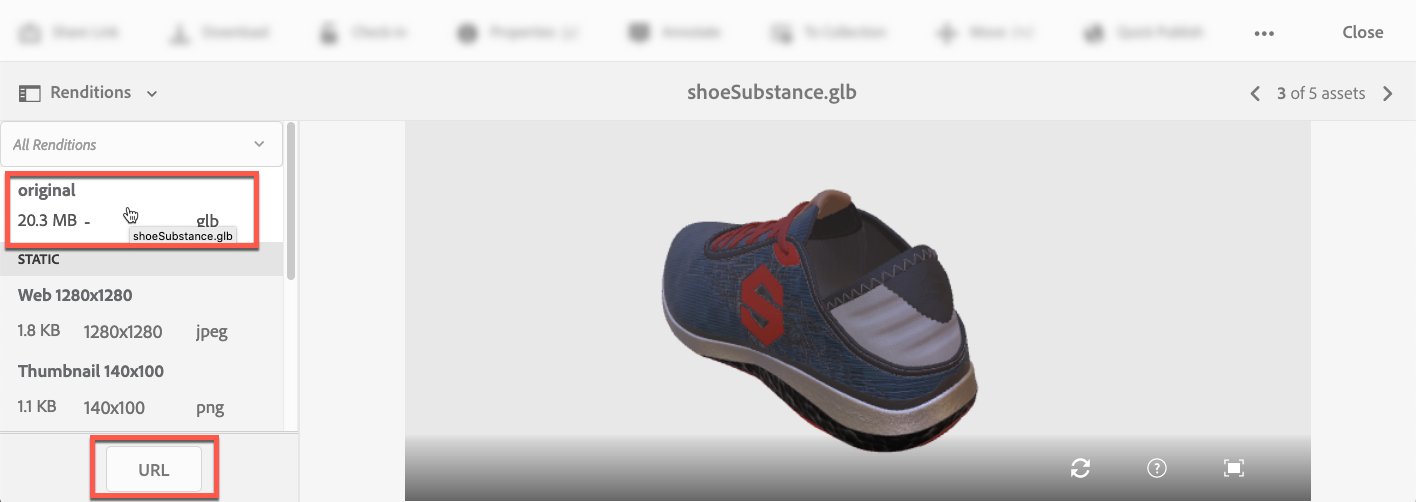 Share Link Download Check In Annotate To Collection Move Quick Publish
Close
Renditions
shoeSubstance.glb
3 of 5 assets
All Renditions
original
20.3 MB - glb
shoeSubstance.glb
STATIC
Web 1280x1280
1.8 KB 1280x1280 jpeg
Thumbnail 140x100
1.1 KB 140x100 png
URL
S
?